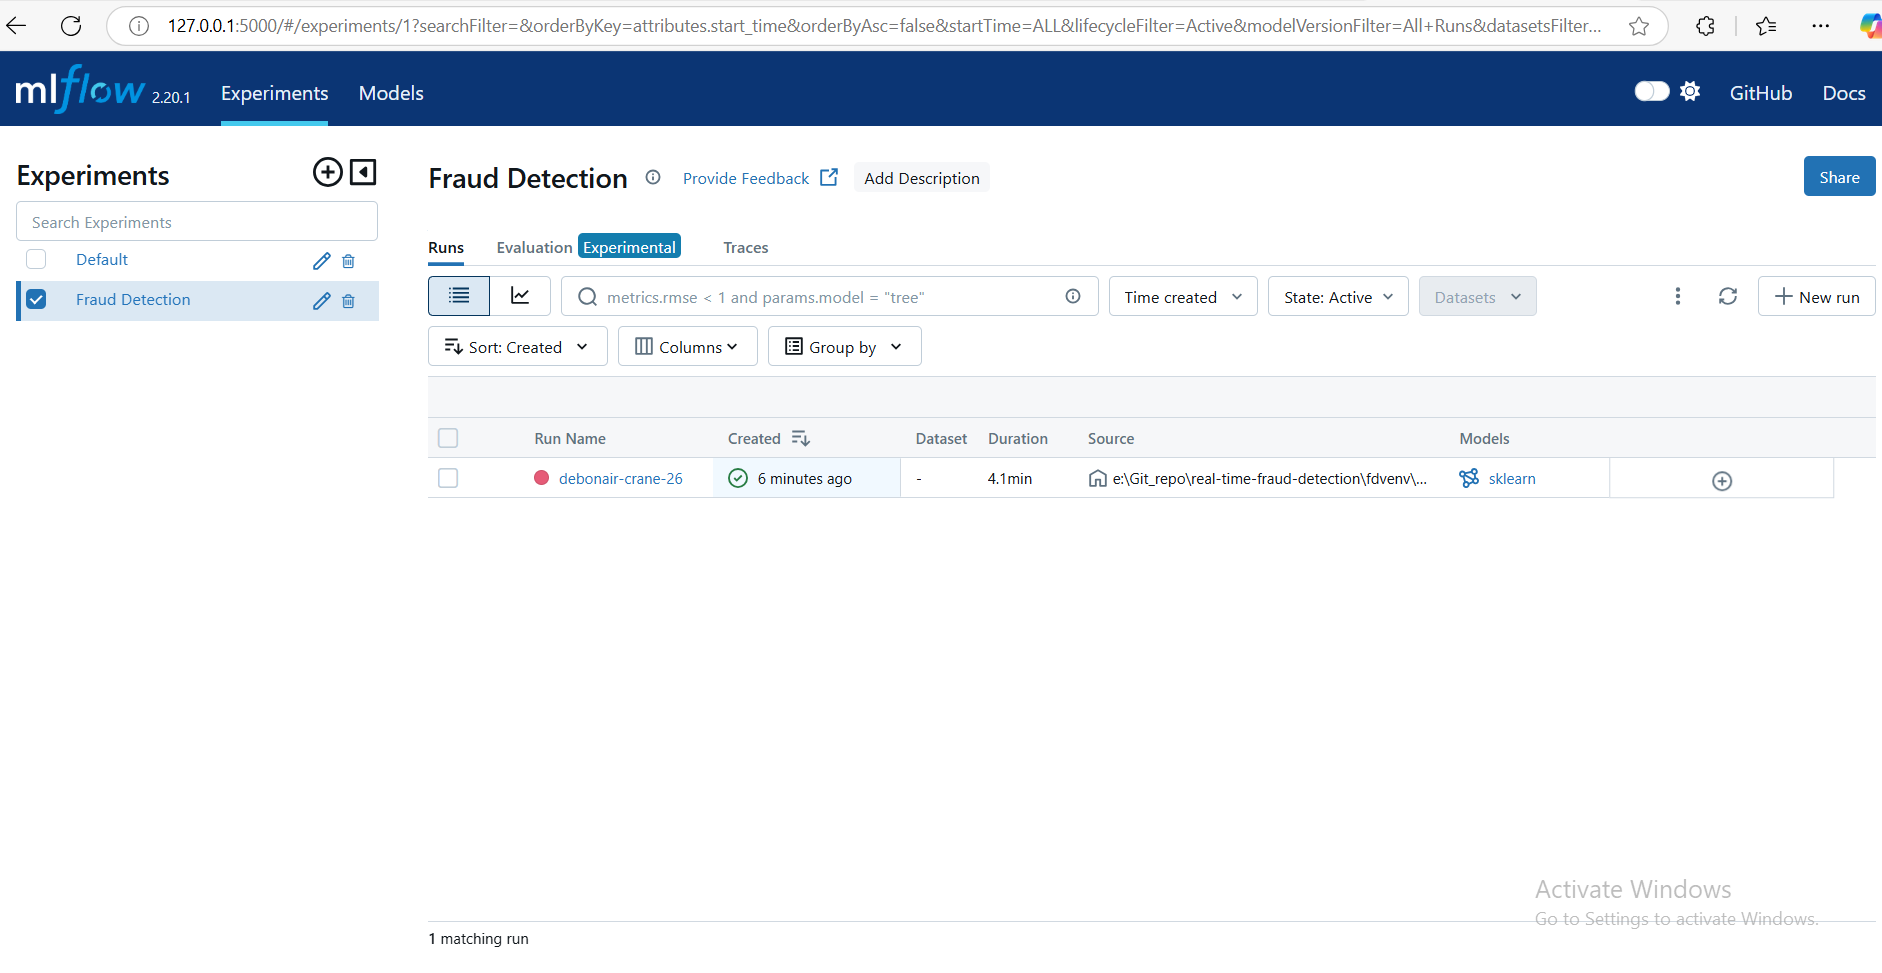 127.0.0.1:5000/#/experiments/1?searchFilter=&orderByKey=attributes.start_time&orderByAsc=false&startTime=ALL&lifecycleFilter=Active&modelVersionFilter=All+Runs&datasetsFilter...
mlflow 2.20.1 Experiments Models GitHub Docs
Experiments
Search Experiments
Default
Fraud Detection
Fraud Detection Provide Feedback Add Description Share
Runs Evaluation Experimental Traces
metrics.rmse < 1 and params.model = "tree" Time created State: Active Datasets New run
Sort: Created Columns Group by
Run Name Created Dataset Duration Source Models
debonair-crane-26 6 minutes ago - 4.1min e:\Git_repo\real-time-fraud-detection\fdvenv\... sklearn
Activate Windows
Go to Settings to activate Windows.
1 matching run